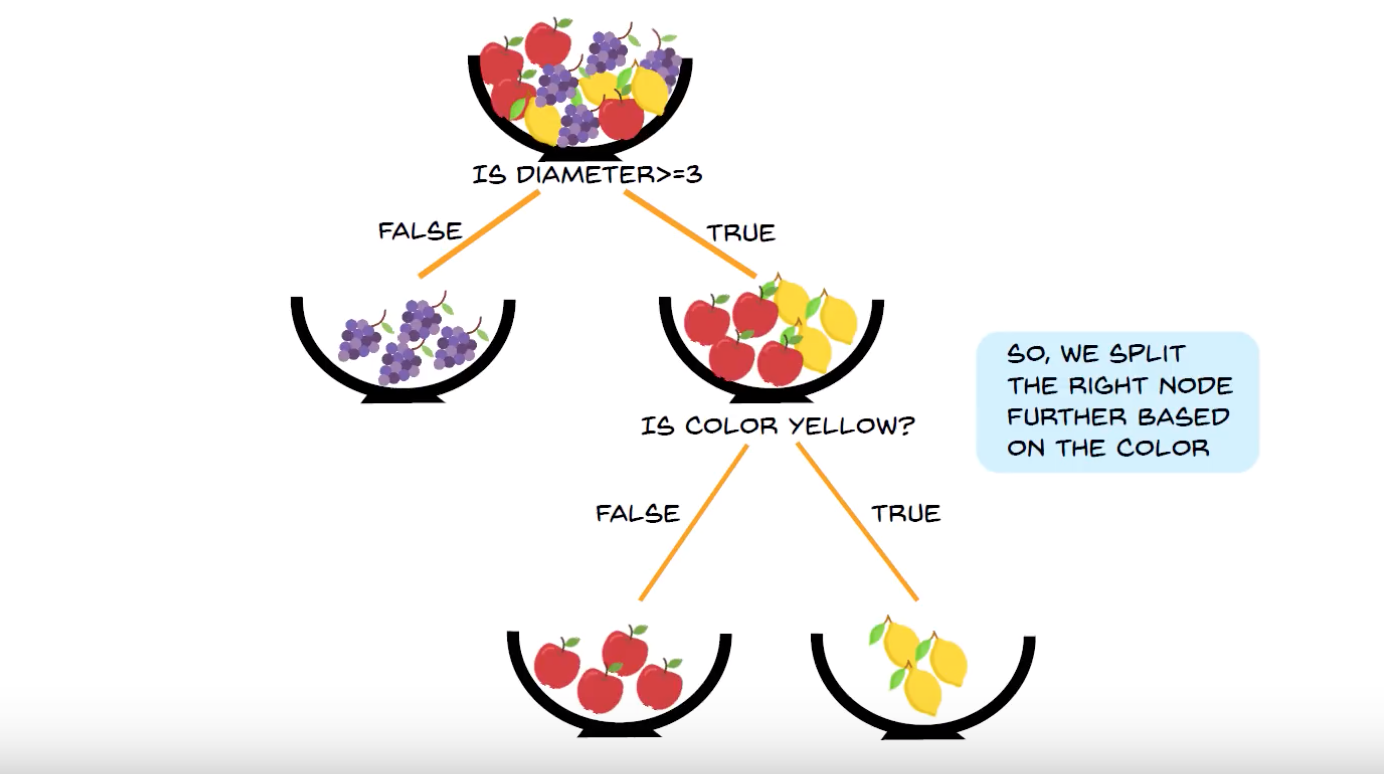 IS DIAMETER>=3
FALSE
TRUE
SO, WE SPLIT
THE RIGHT NODE
FURTHER BASED
ON THE COLOR
IS COLOR YELLOW?
FALSE
TRUE